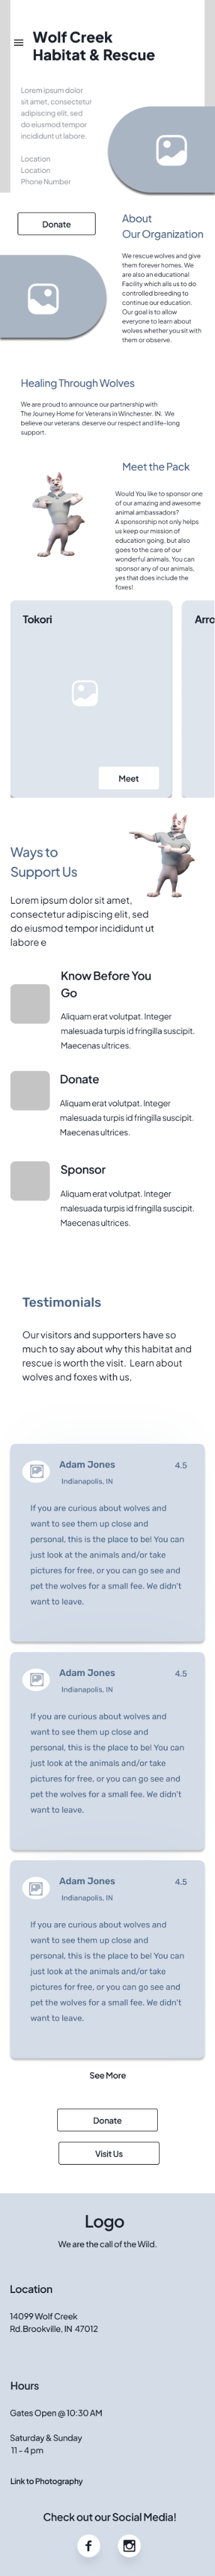 Wolf Creek
Habitat & Rescue
Lorem ipsum dolor
sit amet, consectetur
adipiscing elit, sed
do eiusmod tempor
incididunt ut labore.
Location
Location
Phone Number
Donate
About
Our Organization
We rescue wolves and give
them forever homes. We
are also an educational
Facility which allus to do
controlled breeding to
continue our education.
Our goal is to allow
everyone to learn about
wolves whether you sit with
them or observe.
Healing Through Wolves
We are proud to announce our partnership with
The Journey Home for Veterans in Winchester. IN. We
believe our veterans deserve our respect and life-long
support.
Meet the Pack
Would You like to sponsor one
of our amazing and awesome
animal ambassadors?
A sponsorship not only helps
us keep our mission of
education going, but also
goes to the care of our
wonderful animals. You can
sponsor any of our animals,
yes that does include the
foxes!
Tokori
Arro
Meet
Ways to
Support Us
Lorem ipsum dolor sit amet,
consectetur adipiscing elit, sed
do eiusmod tempor incididunt ut
labore e
Know Before You
Go
Aliquam erat volutpat. Integer
malesuada turpis id fringilla suscipit.
Maecenas ultrices.
Donate
Aliquam erat volutpat. Integer
malesuada turpis id fringilla suscipit.
Maecenas ultrices.
Sponsor
Aliquam erat volutpat. Integer
malesuada turpis id fringilla suscipit.
Maecenas ultrices.
Testimonials
Our visitors and supporters have so
much to say about why this habitat and
rescue is worth the visit. Learn about
wolves and foxes with us.
Adam Jones
4.5
Indianapolis, IN
If you are curious about wolves and
want to see them up close and
personal, this is the place to be! You can
just look at the animals and/or take
pictures for free, or you can go see and
pet the wolves for a small fee. We didn't
want to leave.
Adam Jones
4.5
Indianapolis, IN
If you are curious about wolves and
want to see them up close and
personal, this is the place to be! You can
just look at the animals and/or take
pictures for free, or you can go see and
pet the wolves for a small fee. We didn't
want to leave.
Adam Jones
4.5
Indianapolis, IN
If you are curious about wolves and
want to see them up close and
personal, this is the place to be! You can
just look at the animals and/or take
pictures for free, or you can go see and
pet the wolves for a small fee. We didn't
want to leave.
See More
Donate
Visit Us
Logo
We are the call of the Wild.
Location
14099 Wolf Creek
Rd.Brookville, IN 47012
Hours
Gates Open @ 10:30 AM
Saturday & Sunday
11 - 4 pm
Link to Photography
Check out our Social Media!